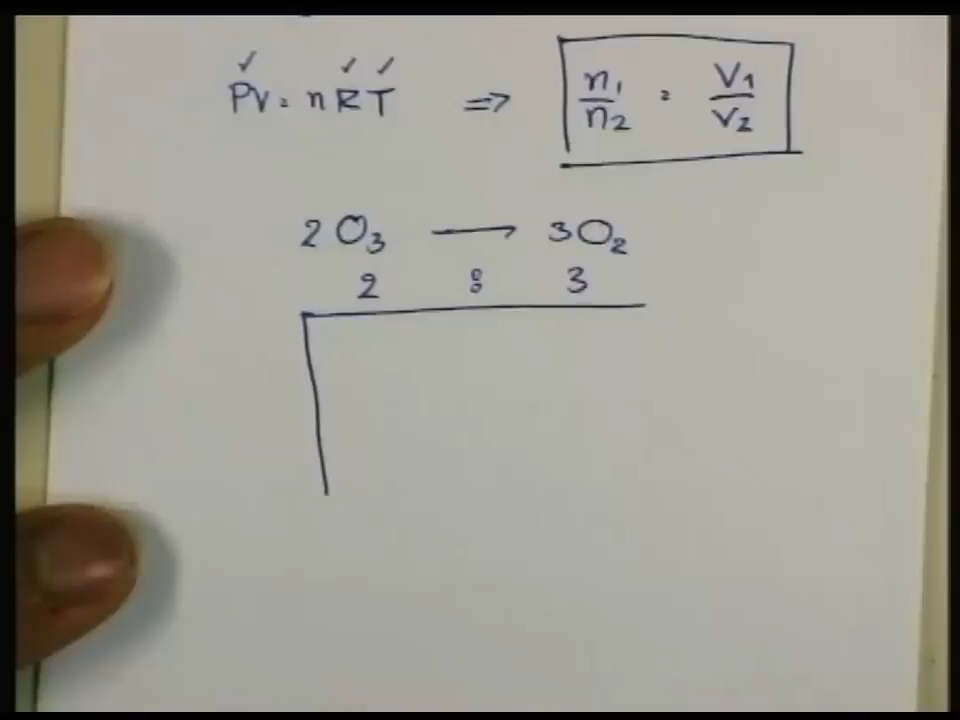 ✓ ✓ ✓
PV = nRT ⇒ n₁/n₂ = V₁/V₂
2O₃ ⟶ 3O₂
2 : 3